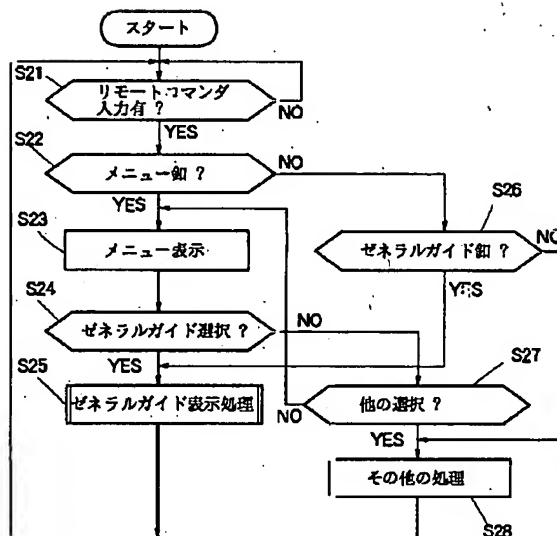 スタート
S21
リモートコマンダ
入力有 ?
NO
YES
S22
メニュー釦 ?
NO
YES
S23
メニュー表示
S26
ゼネラルガイド釦 ?
NO
YES
S24
ゼネラルガイド選択 ?
NO
YES
S25
ゼネラルガイド表示処理
S27
他の選択 ?
NO
YES
その他の処理
S28